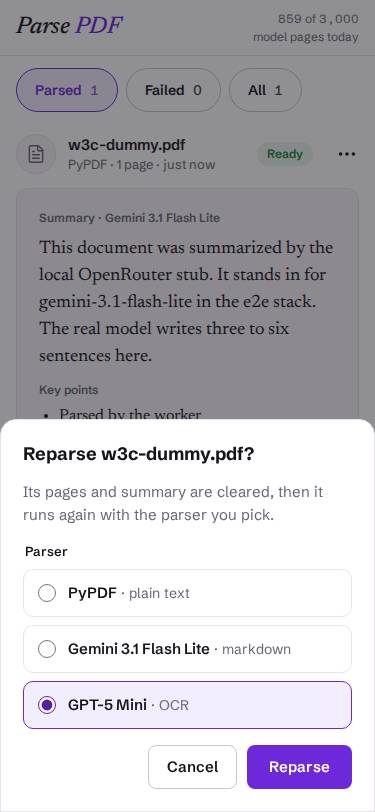 Parse PDF
859 of 3,000
model pages today
Parsed 1
Failed 0
All 1
w3c-dummy.pdf
PyPDF · 1 page · just now
Ready
Summary · Gemini 3.1 Flash Lite
This document was summarized by the
local OpenRouter stub. It stands in for
gemini-3.1-flash-lite in the e2e stack.
The real model writes three to six
sentences here.
Key points
• Parsed by the worker
Reparse w3c-dummy.pdf?
Its pages and summary are cleared, then it
runs again with the parser you pick.
Parser
PyPDF · plain text
Gemini 3.1 Flash Lite · markdown
GPT-5 Mini · OCR
Cancel
Reparse